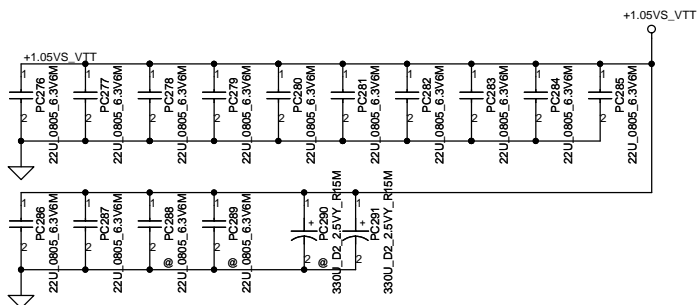 +1.05VS_VTT
+1.05VS_VTT
1
2
PC276
22U_0805_6.3V6M
1
2
PC277
22U_0805_6.3V6M
1
2
PC278
22U_0805_6.3V6M
1
2
PC279
22U_0805_6.3V6M
1
2
PC280
22U_0805_6.3V6M
1
2
PC281
22U_0805_6.3V6M
1
2
PC282
22U_0805_6.3V6M
1
2
PC283
22U_0805_6.3V6M
1
2
PC284
22U_0805_6.3V6M
1
2
PC285
22U_0805_6.3V6M
1
2
PC286
22U_0805_6.3V6M
1
2
PC287
22U_0805_6.3V6M
1
2
PC288
@
22U_0805_6.3V6M
1
2
PC289
@
22U_0805_6.3V6M
1
+
2
PC290
@
330U_D2_2.5VY_R15M
1
+
2
PC291
330U_D2_2.5VY_R15M